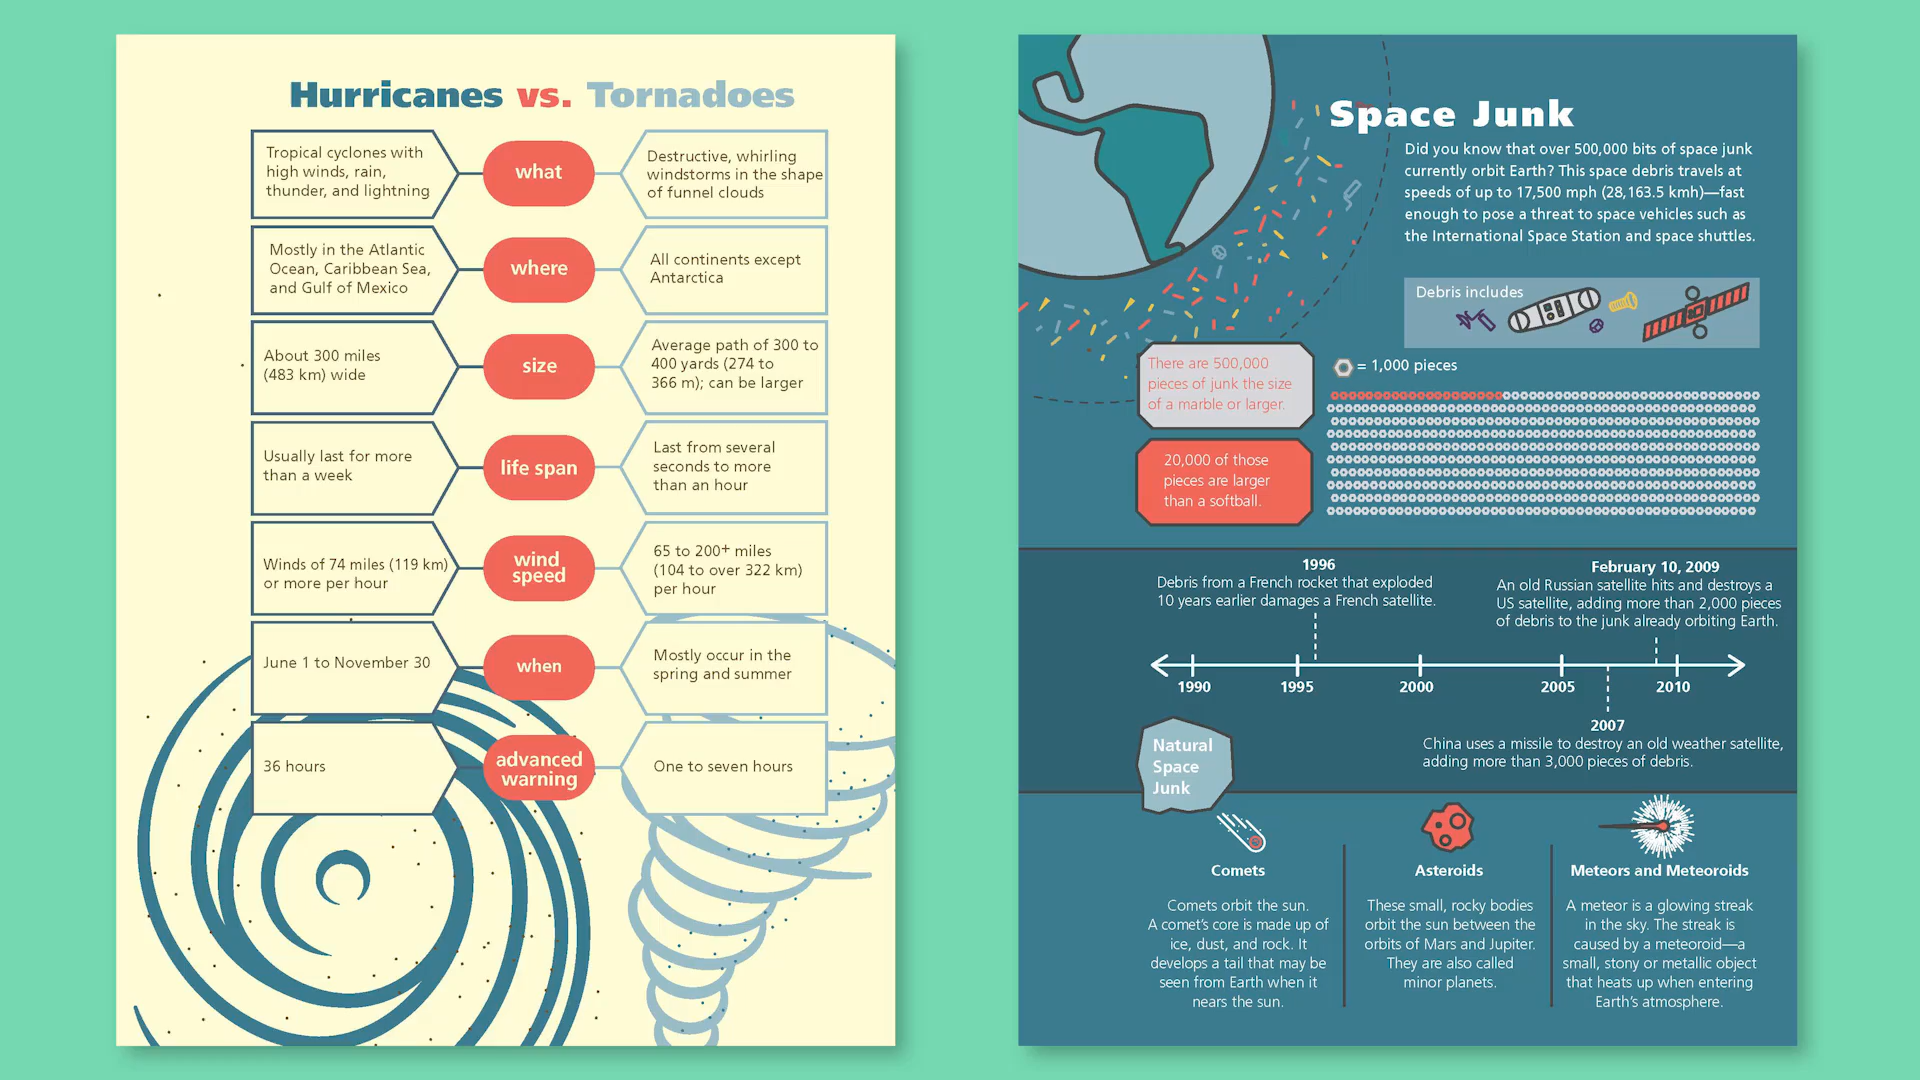 Hurricanes vs. Tornadoes
Tropical cyclones with
high winds, rain,
thunder, and lightning
what
Destructive, whirling
windstorms in the shape
of funnel clouds
Mostly in the Atlantic
Ocean, Caribbean Sea,
and Gulf of Mexico
where
All continents except
Antarctica
About 300 miles
(483 km) wide
size
Average path of 300 to
400 yards (274 to
366 m); can be larger
Usually last for more
than a week
life span
Last from several
seconds to more
than an hour
Winds of 74 miles (119 km)
or more per hour
wind
speed
65 to 200+ miles
(104 to over 322 km)
per hour
June 1 to November 30
when
Mostly occur in the
spring and summer
36 hours
advanced
warning
One to seven hours
Space Junk
Did you know that over 500,000 bits of space junk
currently orbit Earth? This space debris travels at
speeds of up to 17,500 mph (28,163.5 kmh)—fast
enough to pose a threat to space vehicles such as
the International Space Station and space shuttles.
Debris includes
There are 500,000
pieces of junk the size
of a marble or larger.
= 1,000 pieces
20,000 of those
pieces are larger
than a softball.
1996
Debris from a French rocket that exploded
10 years earlier damages a French satellite.
February 10, 2009
An old Russian satellite hits and destroys a
US satellite, adding more than 2,000 pieces
of debris to the junk already orbiting Earth.
1990 1995 2000 2005 2010
2007
China uses a missile to destroy an old weather satellite,
adding more than 3,000 pieces of debris.
Natural
Space
Junk
Comets
Comets orbit the sun.
A comet's core is made up of
ice, dust, and rock. It
develops a tail that may be
seen from Earth when it
nears the sun.
Asteroids
These small, rocky bodies
orbit the sun between the
orbits of Mars and Jupiter.
They are also called
minor planets.
Meteors and Meteoroids
A meteor is a glowing streak
in the sky. The streak is
caused by a meteoroid—a
small, stony or metallic object
that heats up when entering
Earth's atmosphere.